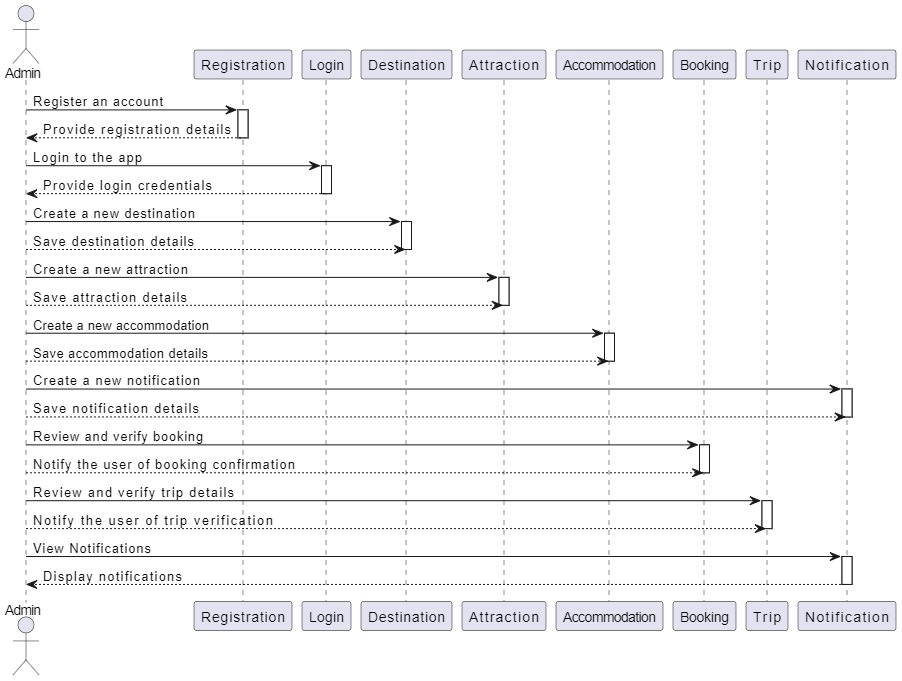 Admin
Registration Login Destination Attraction Accommodation Booking Trip Notification
Register an account
Provide registration details
Login to the app
Provide login credentials
Create a new destination
Save destination details
Create a new attraction
Save attraction details
Create a new accommodation
Save accommodation details
Create a new notification
Save notification details
Review and verify booking
Notify the user of booking confirmation
Review and verify trip details
Notify the user of trip verification
View Notifications
Display notifications
Admin
Registration Login Destination Attraction Accommodation Booking Trip Notification